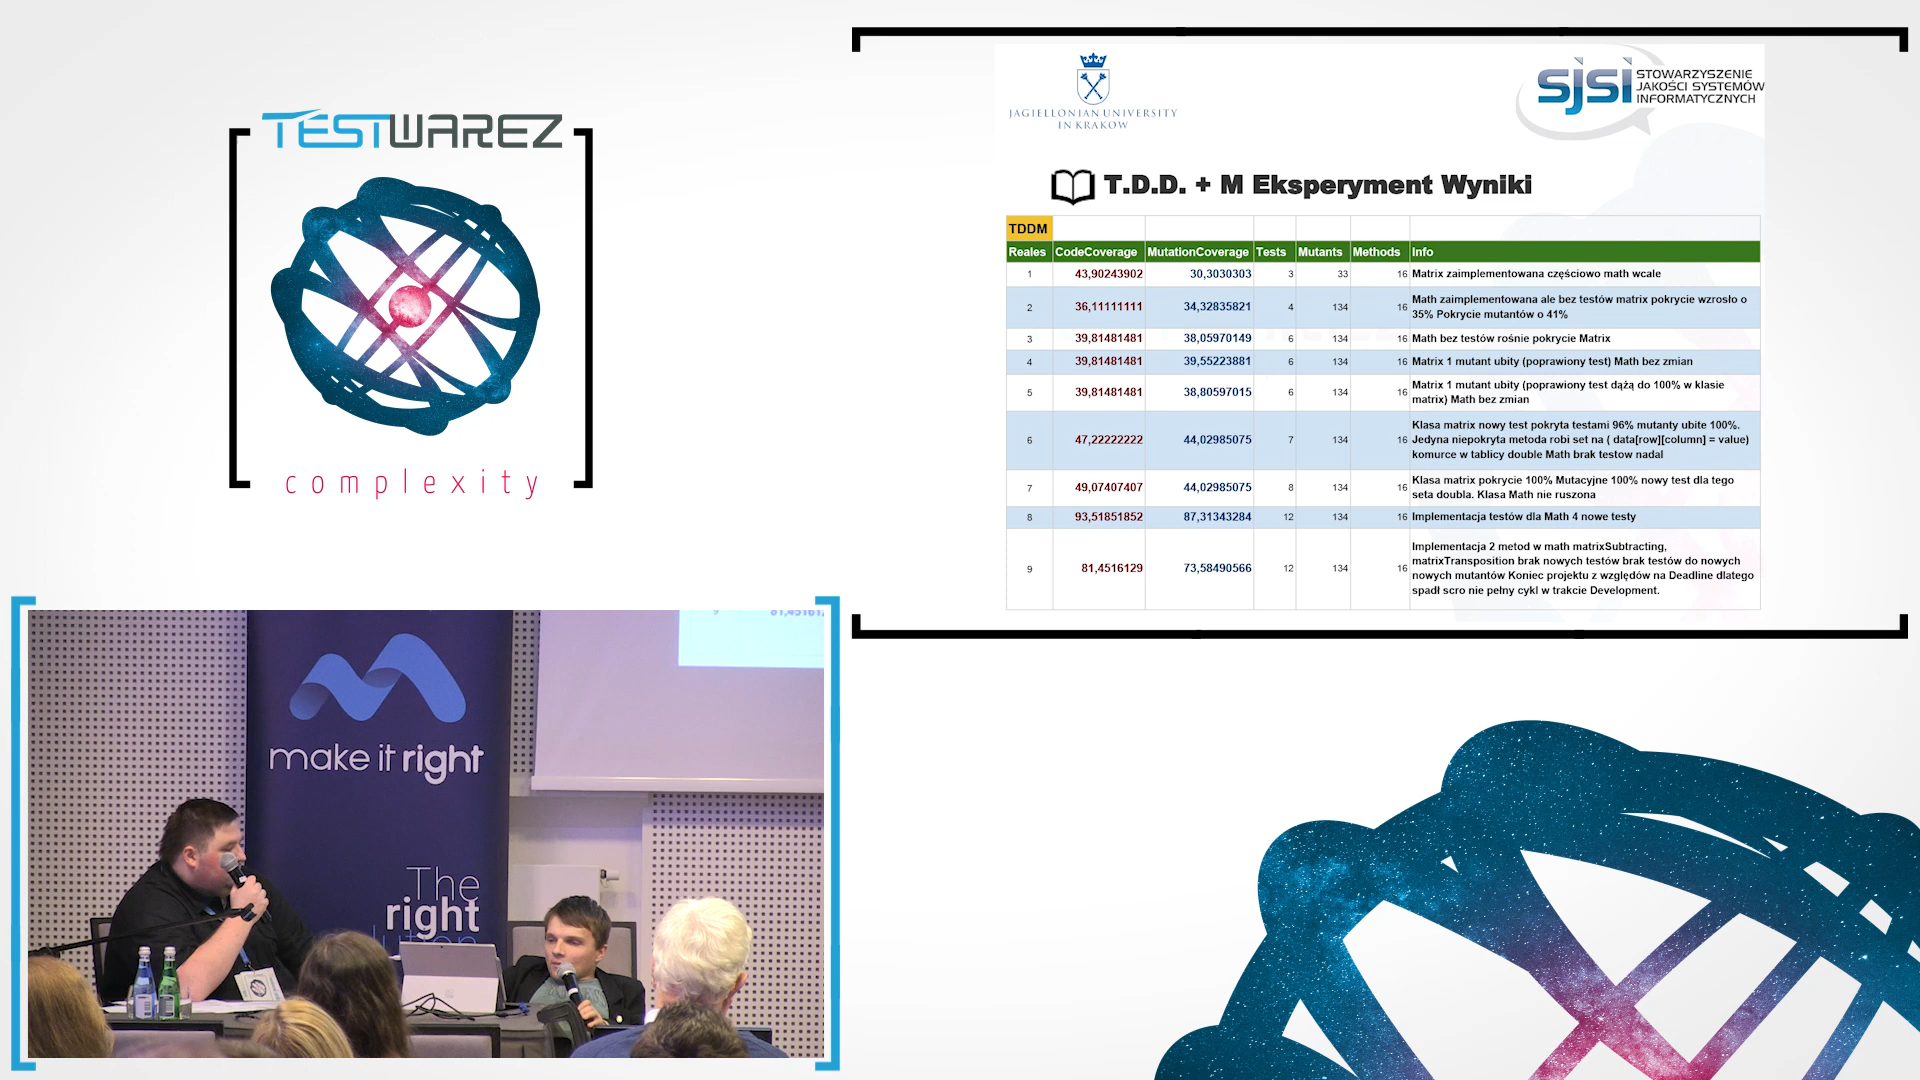 TESTWAREZ
complexity
JAGIELLONIAN UNIVERSITY
IN KRAKOW
sjsi
STOWARZYSZENIE
JAKOŚCI SYSTEMÓW
INFORMATYCZNYCH
T.D.D. + M Eksperyment Wyniki
TDDM
Reales CodeCoverage MutationCoverage Tests Mutants Methods Info
1 43,90243902 30,3030303 3 33 16 Matrix zaimplementowana częściowo math wcale
2 36,11111111 34,32835821 4 134 16 Math zaimplementowana ale bez testów matrix pokrycie wzrosło o
35% Pokrycie mutantów o 41%
3 39,81481481 38,05970149 6 134 16 Math bez testów rośnie pokrycie Matrix
4 39,81481481 39,55223881 6 134 16 Matrix 1 mutant ubity (poprawiony test) Math bez zmian
5 39,81481481 38,80597015 6 134 16 Matrix 1 mutant ubity (poprawiony test dążą do 100% w klasie
matrix) Math bez zmian
6 47,22222222 44,02985075 7 134 16 Klasa matrix nowy test pokryta testami 96% mutanty ubite 100%.
Jedyna niepokryta metoda robi set na ( data[row][column] = value)
komurce w tablicy double Math brak testow nadal
7 49,07407407 44,02985075 8 134 16 Klasa matrix pokrycie 100% Mutacyjne 100% nowy test dla tego
seta doubla. Klasa Math nie ruszona
8 93,51851852 87,31343284 12 134 16 Implementacja testów dla Math 4 nowe testy
9 81,4516129 73,58490566 12 134 16 Implementacja 2 metod w math matrixSubtracting,
matrixTransposition brak nowych testów brak testów do nowych
nowych mutantów Koniec projektu z względów na Deadline dlatego
spadł scro nie pełny cykl w trakcie Development.
make it right
The
right